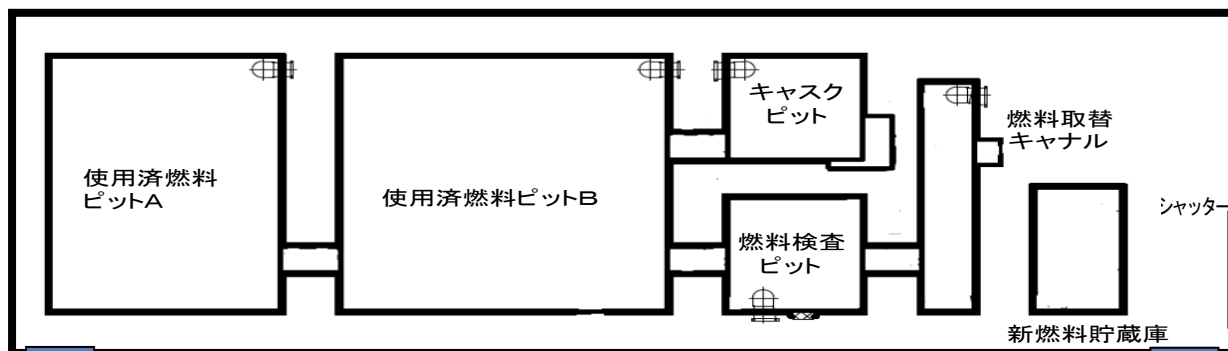 使用済燃料
ピットA
使用済燃料ピットB
キャスク
ピット
燃料検査
ピット
燃料取替
キャナル
シャッター
新燃料貯蔵庫